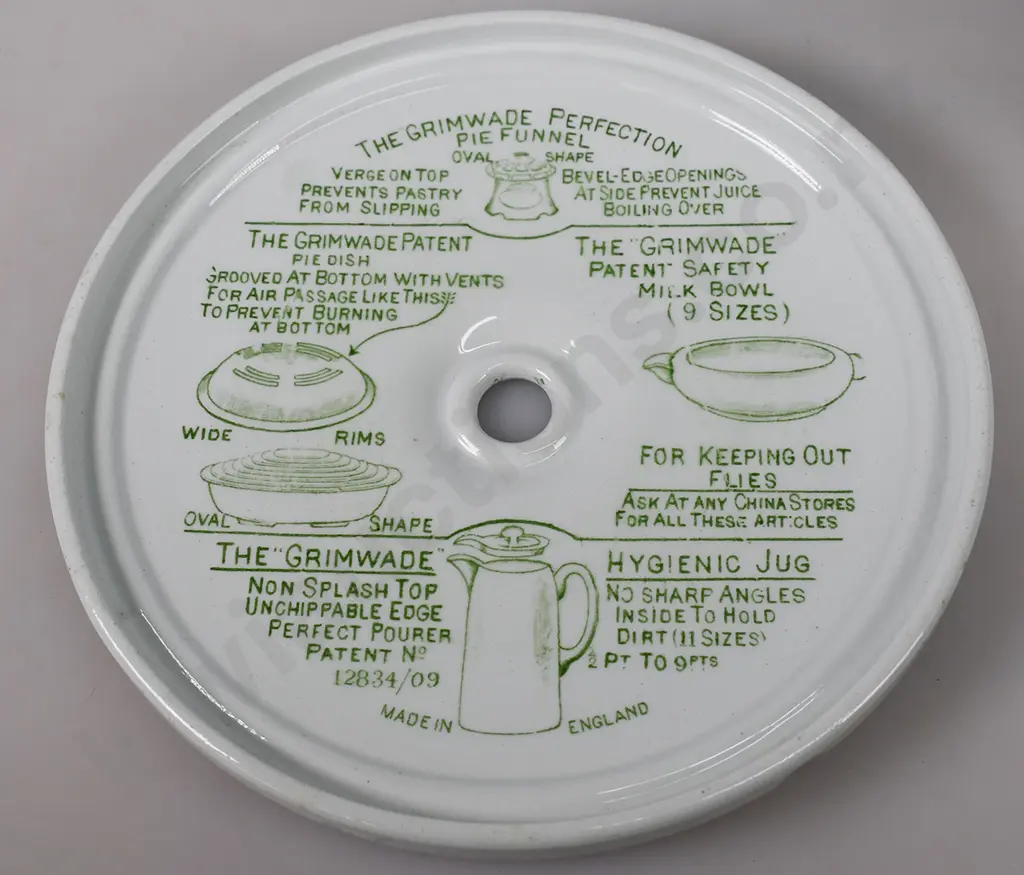 THE GRIMWADE PERFECTION
PIE FUNNEL
OVAL SHAPE
VERGE ON TOP
PREVENTS PASTRY
FROM SLIPPING
BEVEL-EDGE OPENINGS
AT SIDE PREVENT JUICE
BOILING OVER
THE GRIMWADE PATENT
PIE DISH
GROOVED AT BOTTOM WITH VENTS
FOR AIR PASSAGE LIKE THIS
TO PREVENT BURNING
AT BOTTOM
WIDE RIMS
OVAL SHAPE
THE "GRIMWADE"
PATENT SAFETY
MILK BOWL
(9 SIZES)
FOR KEEPING OUT
FLIES
ASK AT ANY CHINA STORES
FOR ALL THESE ARTICLES
THE "GRIMWADE"
NON SPLASH TOP
UNCHIPPABLE EDGE
PERFECT POURER
PATENT Nº
12834/09
HYGIENIC JUG
NO SHARP ANGLES
INSIDE TO HOLD
DIRT (11 SIZES)
½ PT TO 9PTS
MADE IN ENGLAND